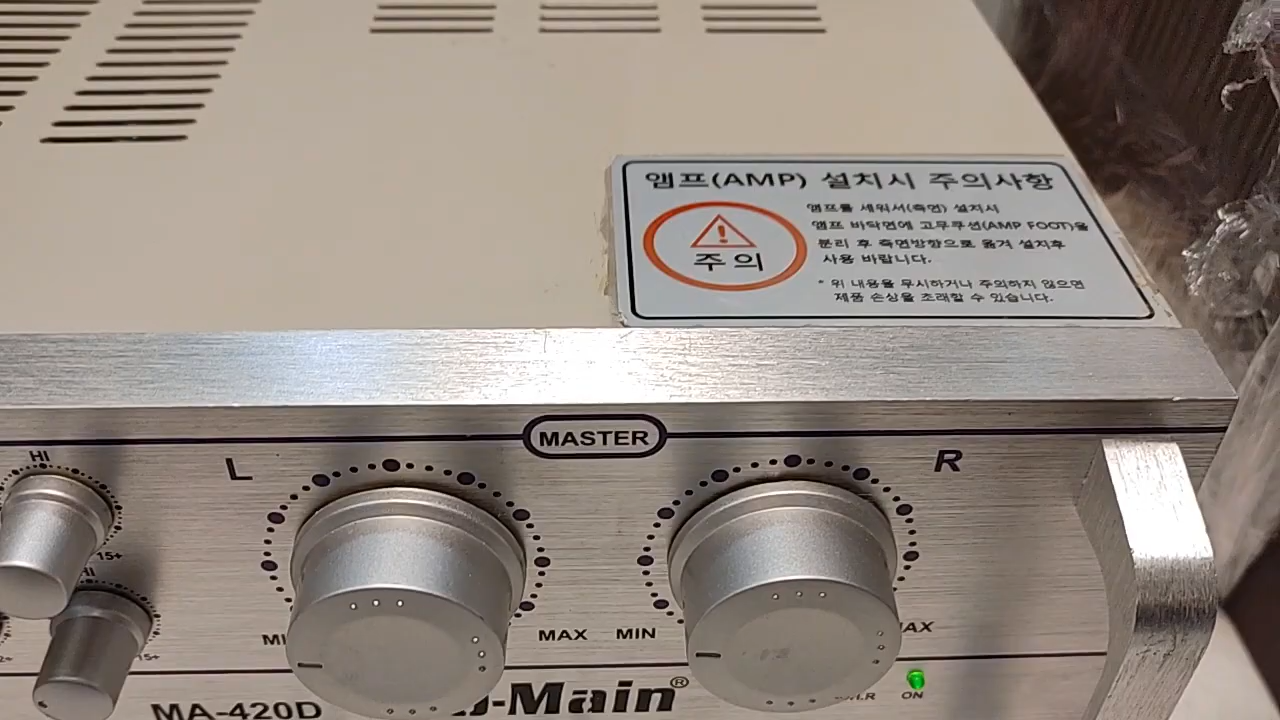 앰프(AMP) 설치시 주의사항
주의
앰프를 세워서(측면) 설치시
앰프 바닥면에 고무쿠션(AMP FOOT)을
분리 후 측면방향으로 옮겨 설치후
사용 바랍니다.
* 위 내용을 무시하거나 주의하지 않으면
제품 손상을 초래할 수 있습니다.
MASTER
HI
L
R
15+
HI
15+
MAX
MIN
ON
MA-420D
-Main®